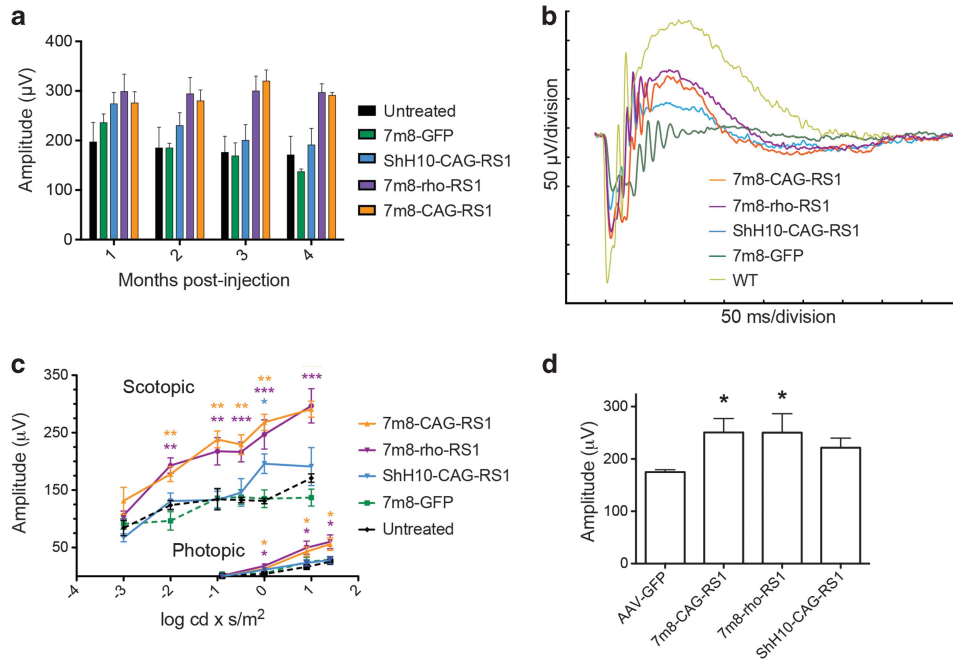 a
Amplitude (µV)
400
300
200
100
0
1
2
3
4
Months post-injection
Untreated
7m8-GFP
ShH10-CAG-RS1
7m8-rho-RS1
7m8-CAG-RS1
b
50 µV/division
50 ms/division
7m8-CAG-RS1
7m8-rho-RS1
ShH10-CAG-RS1
7m8-GFP
WT
c
Amplitude (µV)
350
250
150
50
Scotopic
** ** *** ***
** ** *** *
Photopic
* * *
* * *
-4 -3 -2 -1 0 1 2
log cd x s/m²
7m8-CAG-RS1
7m8-rho-RS1
ShH10-CAG-RS1
7m8-GFP
Untreated
d
Amplitude (µV)
300
200
100
0
* *
AAV-GFP
7m8-CAG-RS1
7m8-rho-RS1
ShH10-CAG-RS1